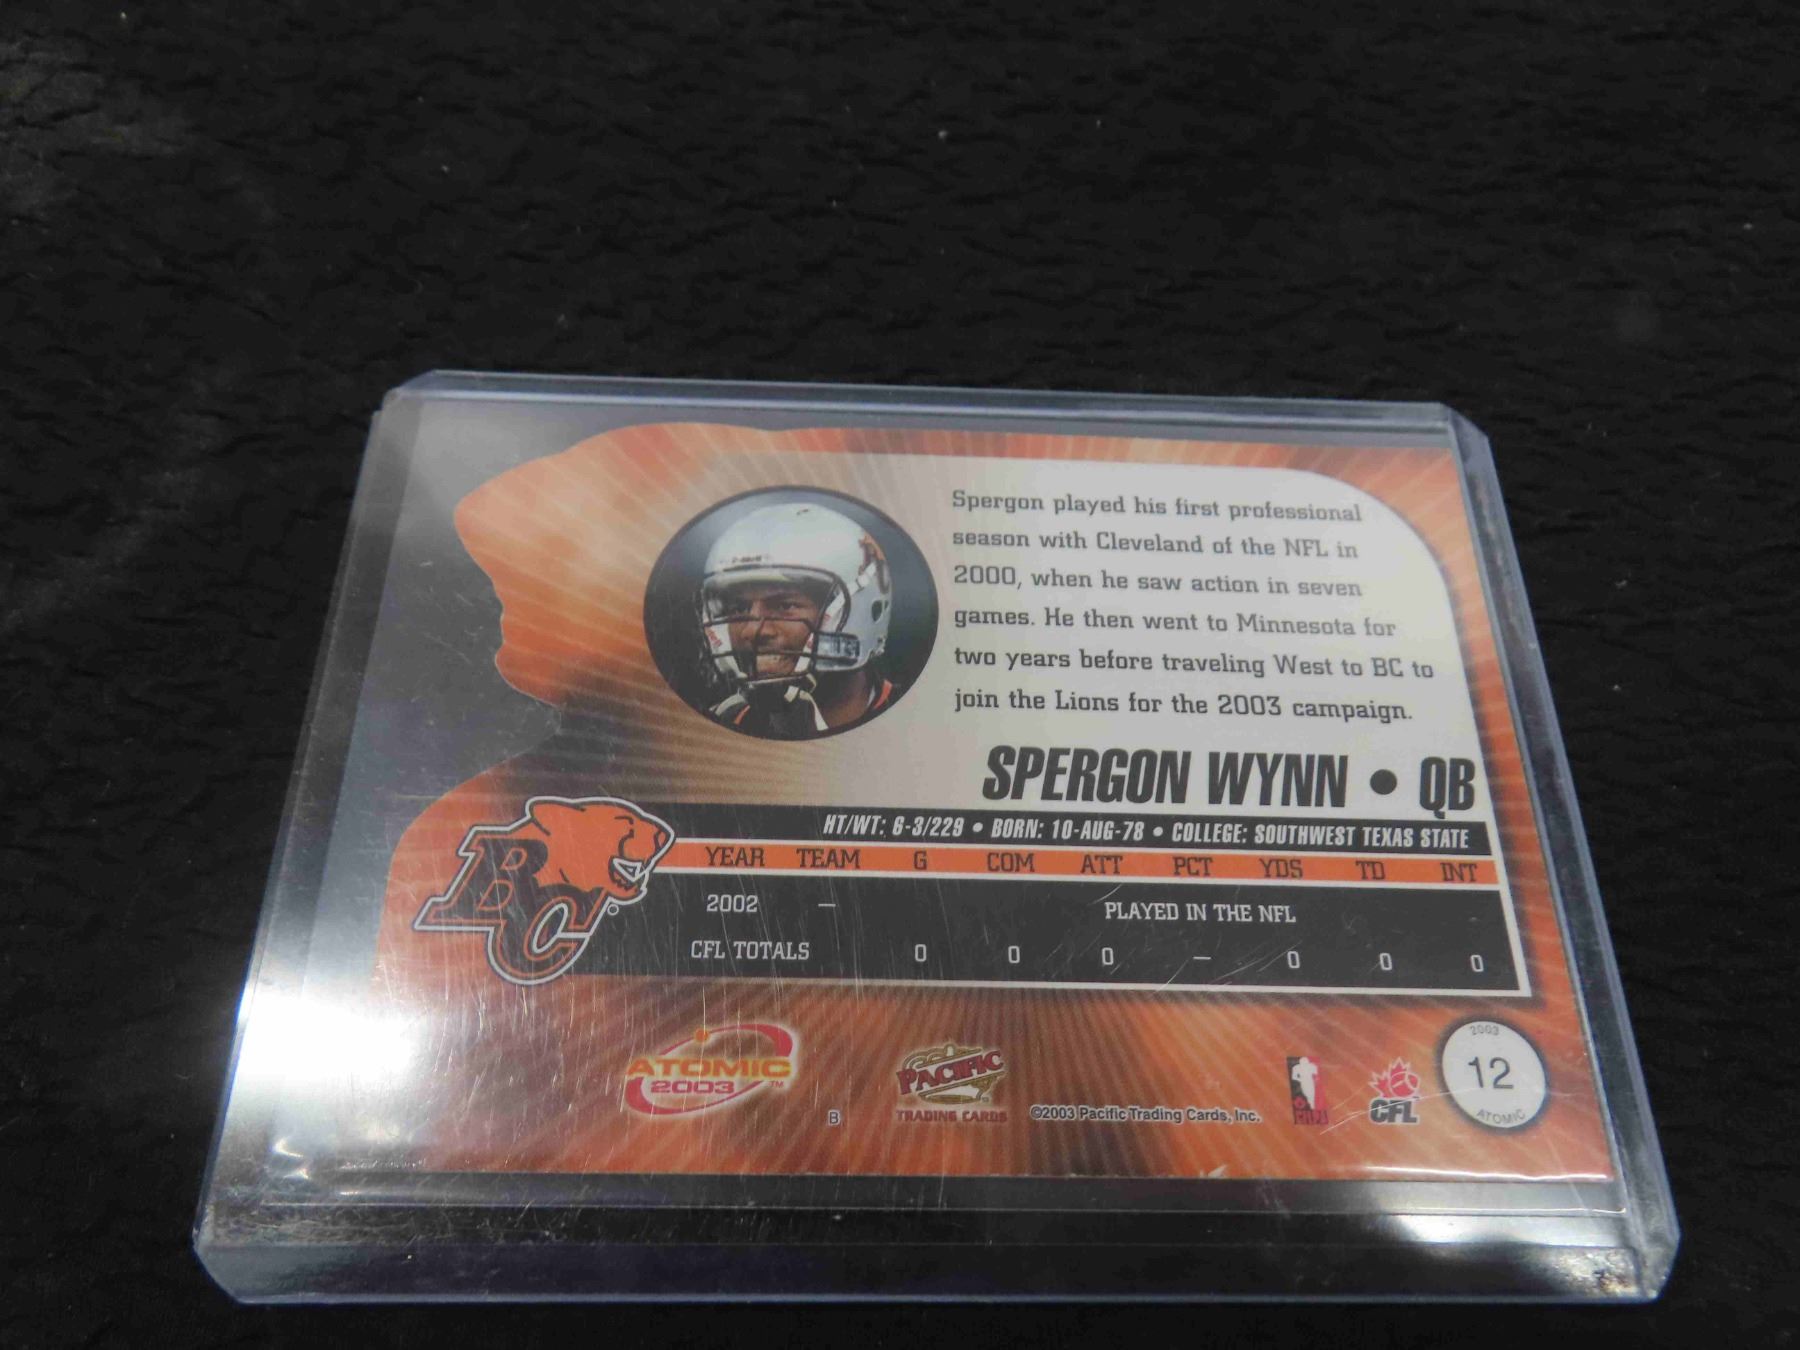 Spergon played his first professional
season with Cleveland of the NFL in
2000, when he saw action in seven
games. He then went to Minnesota for
two years before traveling West to BC to
join the Lions for the 2003 campaign.
SPERGON WYNN • QB
HT/WT: 6-3/229 • BORN: 10-AUG-78 • COLLEGE: SOUTHWEST TEXAS STATE
YEAR TEAM G COM ATT PCT YDS TD INT
2002 — PLAYED IN THE NFL
CFL TOTALS 0 0 0 — 0 0 0
BC
ATOMIC
2003 ™
B
PACIFIC
TRADING CARDS
©2003 Pacific Trading Cards, Inc.
CFL
2003
12
ATOMIC